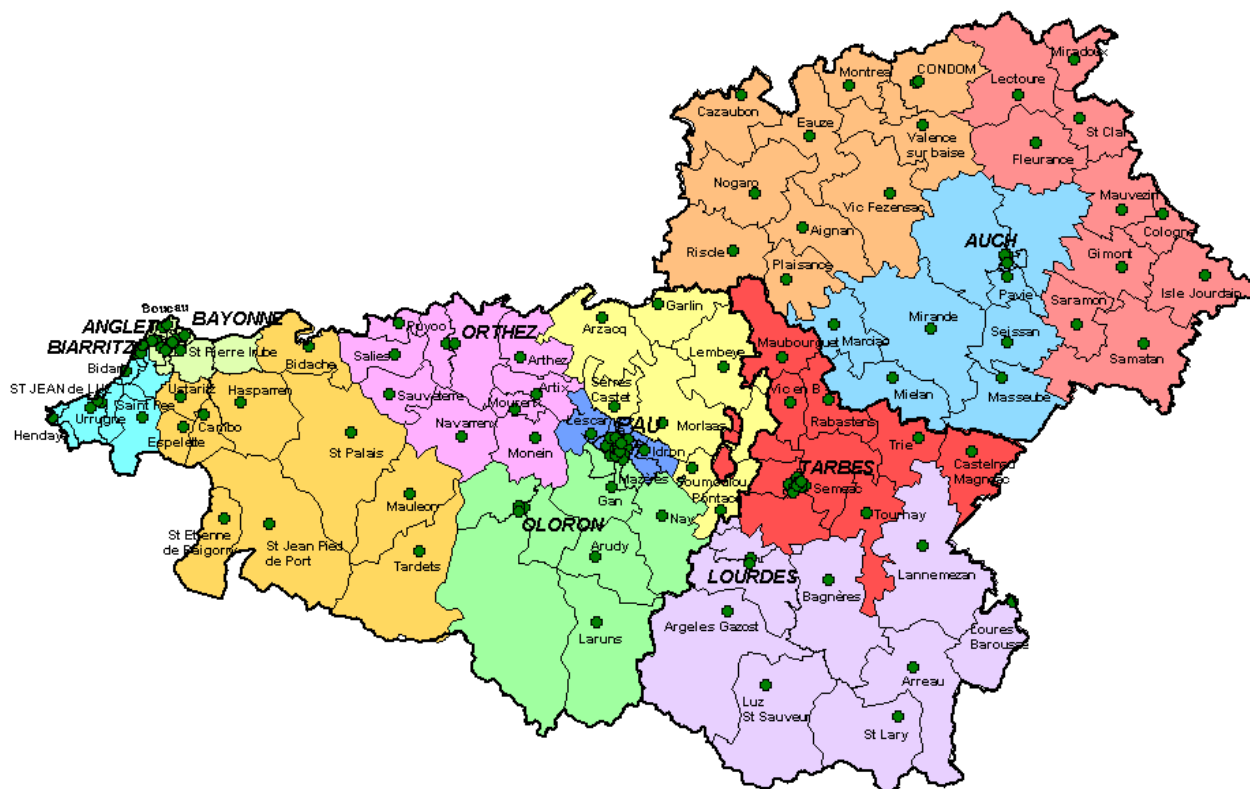 Miradoux
Montrea
CONDOM
Lectoure
Cazaubon
Eauze
Valence
sur baise
St Clar
Fleurance
Nogaro
Vic Fezensac
Mauvezin
Cologne
Aignan
AUCH
Riscle
Plaisance
Gimont
Isle Jourdain
Pavie
Saramon
Garlin
Mirande
Seissan
Samatan
Boucau
BAYONNE
ANGLET
BIARRITZ
Puyoo
ORTHEZ
Arzacq
Maubourguet
Marciac
St Pierre Irube
Salies
Arthez
Lembeye
Bidache
Bidart
Mielan
Masseube
ST JEAN de LUZ
Ustaritz
Hasparren
Sauveterre
Artix
Serres
Castet
Vic en B
Rabastens
Urrugne
Saint Pee
Cambo
Mourenx
Lescar
PAU
Morlaas
Hendaye
Espelette
St Palais
Navarrenx
Monein
Idron
Trie
Castelnau
Magnoac
TARBES
Mazères
Soumoulou
Pontacq
Semeac
Gan
Mauleon
OLORON
Nay
Tournay
St Etienne
de Baigorry
St Jean Pied
de Port
Tardets
Arudy
LOURDES
Bagnères
Lannemezan
Argeles Gazost
Laruns
Loures
Barousse
Arreau
Luz
St Sauveur
St Lary